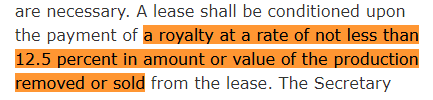 are necessary. A lease shall be conditioned upon
the payment of a royalty at a rate of not less than
12.5 percent in amount or value of the production
removed or sold from the lease. The Secretary